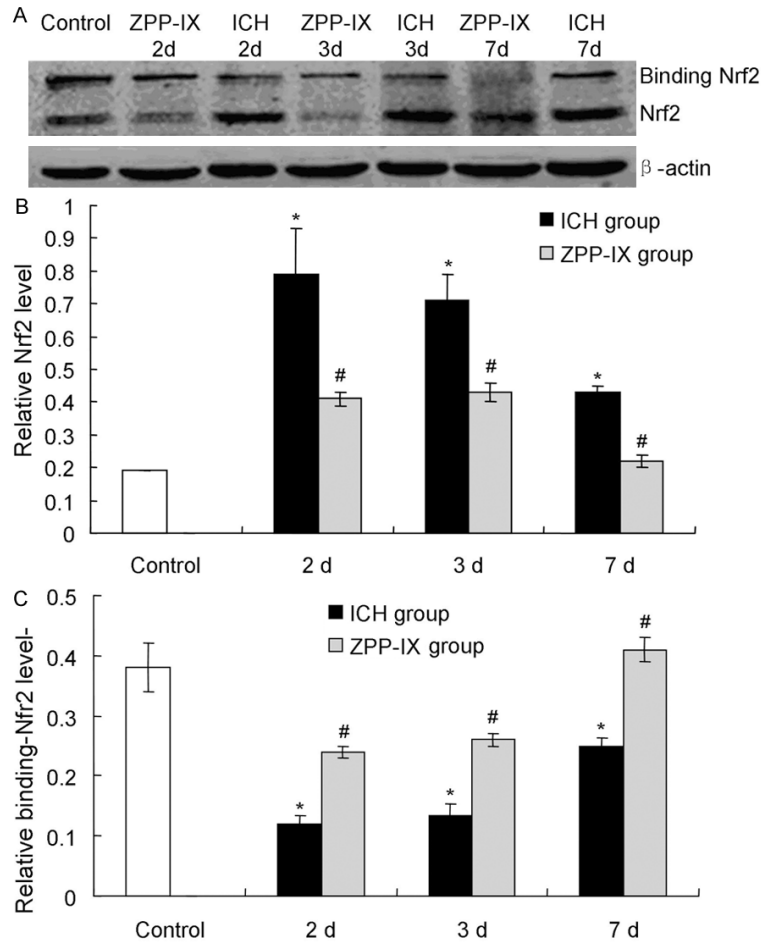 A
Control ZPP-IX 2d ICH 2d ZPP-IX 3d ICH 3d ZPP-IX 7d ICH 7d
Binding Nrf2
Nrf2
β-actin
B
Relative Nrf2 level
1
0.9
0.8
0.7
0.6
0.5
0.4
0.3
0.2
0.1
0
ICH group
ZPP-IX group
*
#
*
#
*
#
Control 2 d 3 d 7 d
C
Relative binding-Nfr2 level-
0.5
0.4
0.3
0.2
0.1
0
ICH group
ZPP-IX group
*
#
*
#
*
#
Control 2 d 3 d 7 d